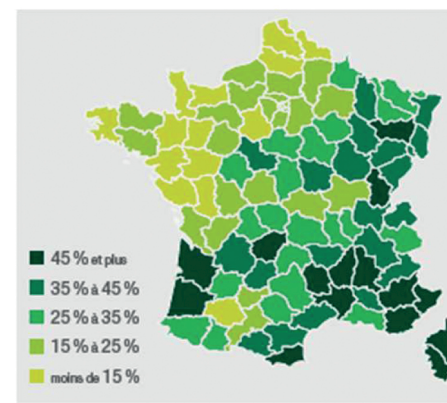 45 % et plus
35 % à 45 %
25 % à 35 %
15 % à 25 %
moins de 15 %